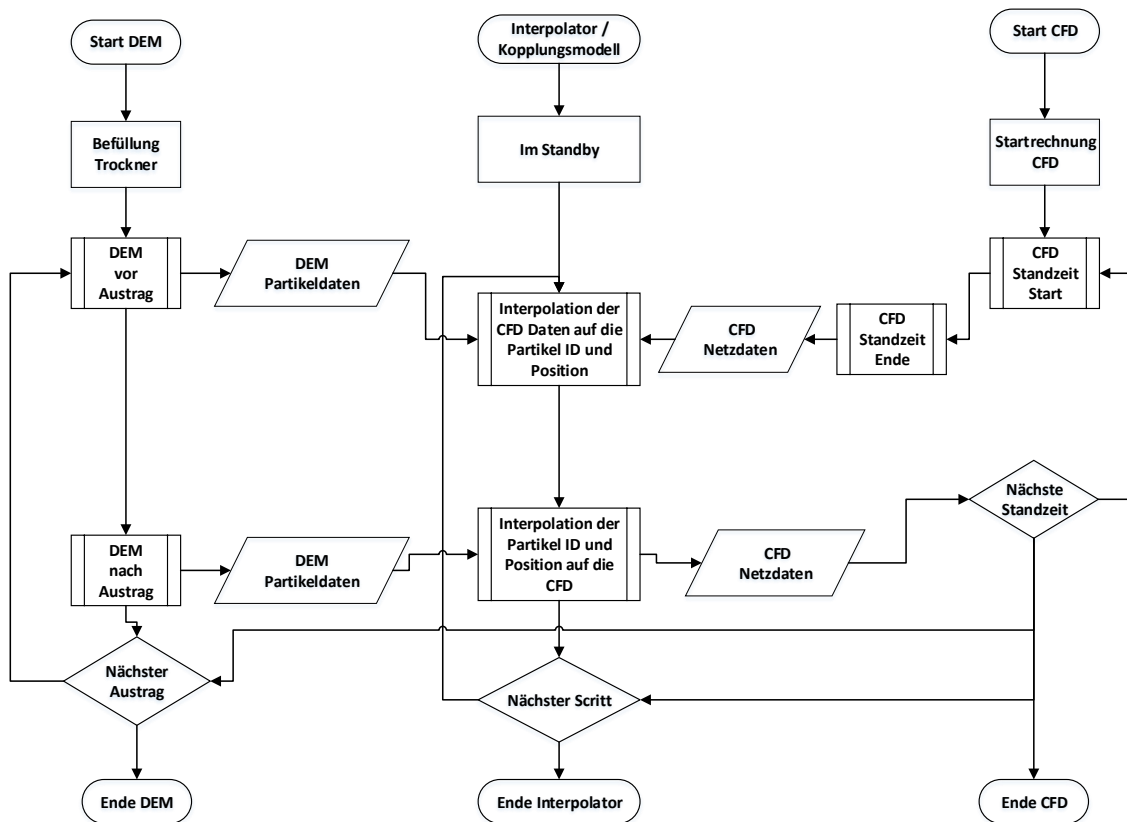 Start DEM
Interpolator /
Kopplungsmodell
Start CFD
Befüllung
Trockner
Im Standby
Startrechnung
CFD
DEM
vor
Austrag
DEM
Partikeldaten
Interpolation der
CFD Daten auf die
Partikel ID und
Position
CFD
Netzdaten
CFD
Standzeit
Ende
CFD
Standzeit
Start
DEM
nach
Austrag
DEM
Partikeldaten
Interpolation der
Partikel ID und
Position auf die
CFD
CFD
Netzdaten
Nächste
Standzeit
Nächster
Austrag
Nächster Scritt
Ende DEM
Ende Interpolator
Ende CFD